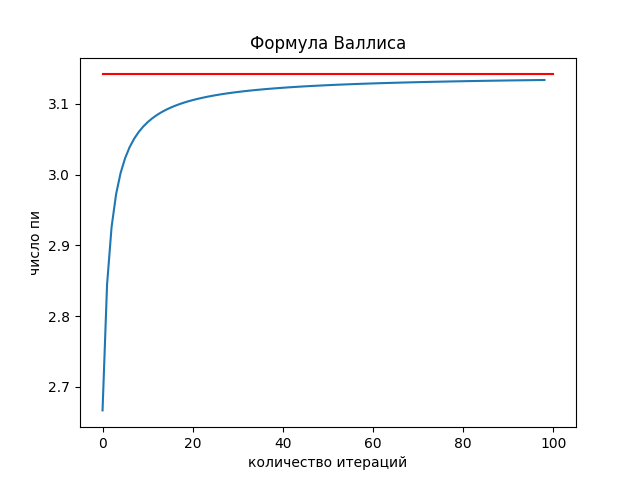 Формула Валлиса
число пи
3.1
3.0
2.9
2.8
2.7
0 20 40 60 80 100
количество итераций